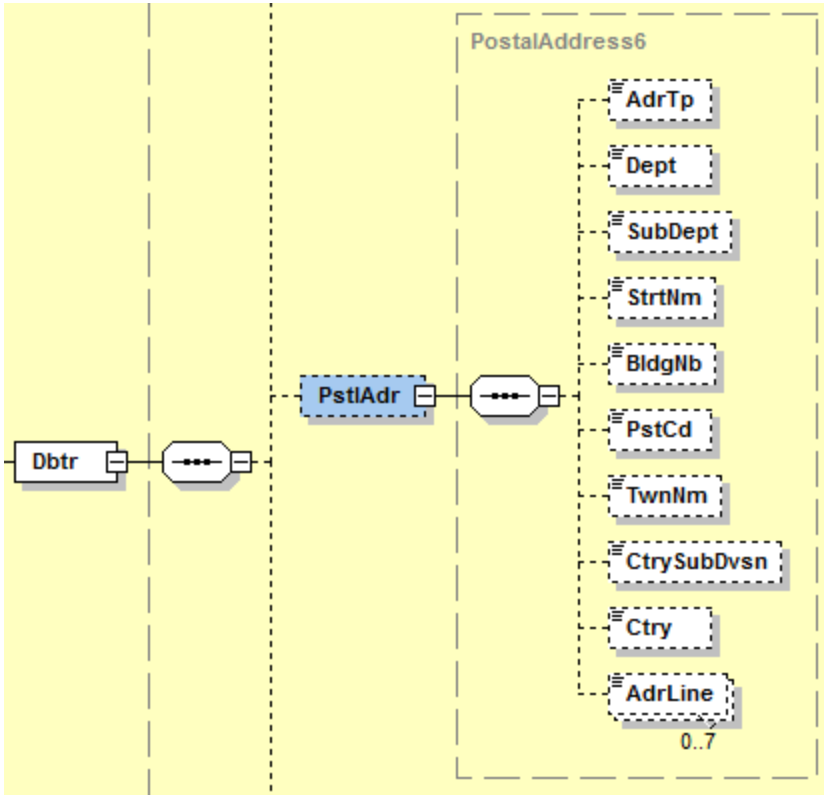 PostalAddress6
AdrTp
Dept
SubDept
StrtNm
BldgNb
PstlAdr
PstCd
Dbtr
TwnNm
CtrySubDvsn
Ctry
AdrLine
0..7